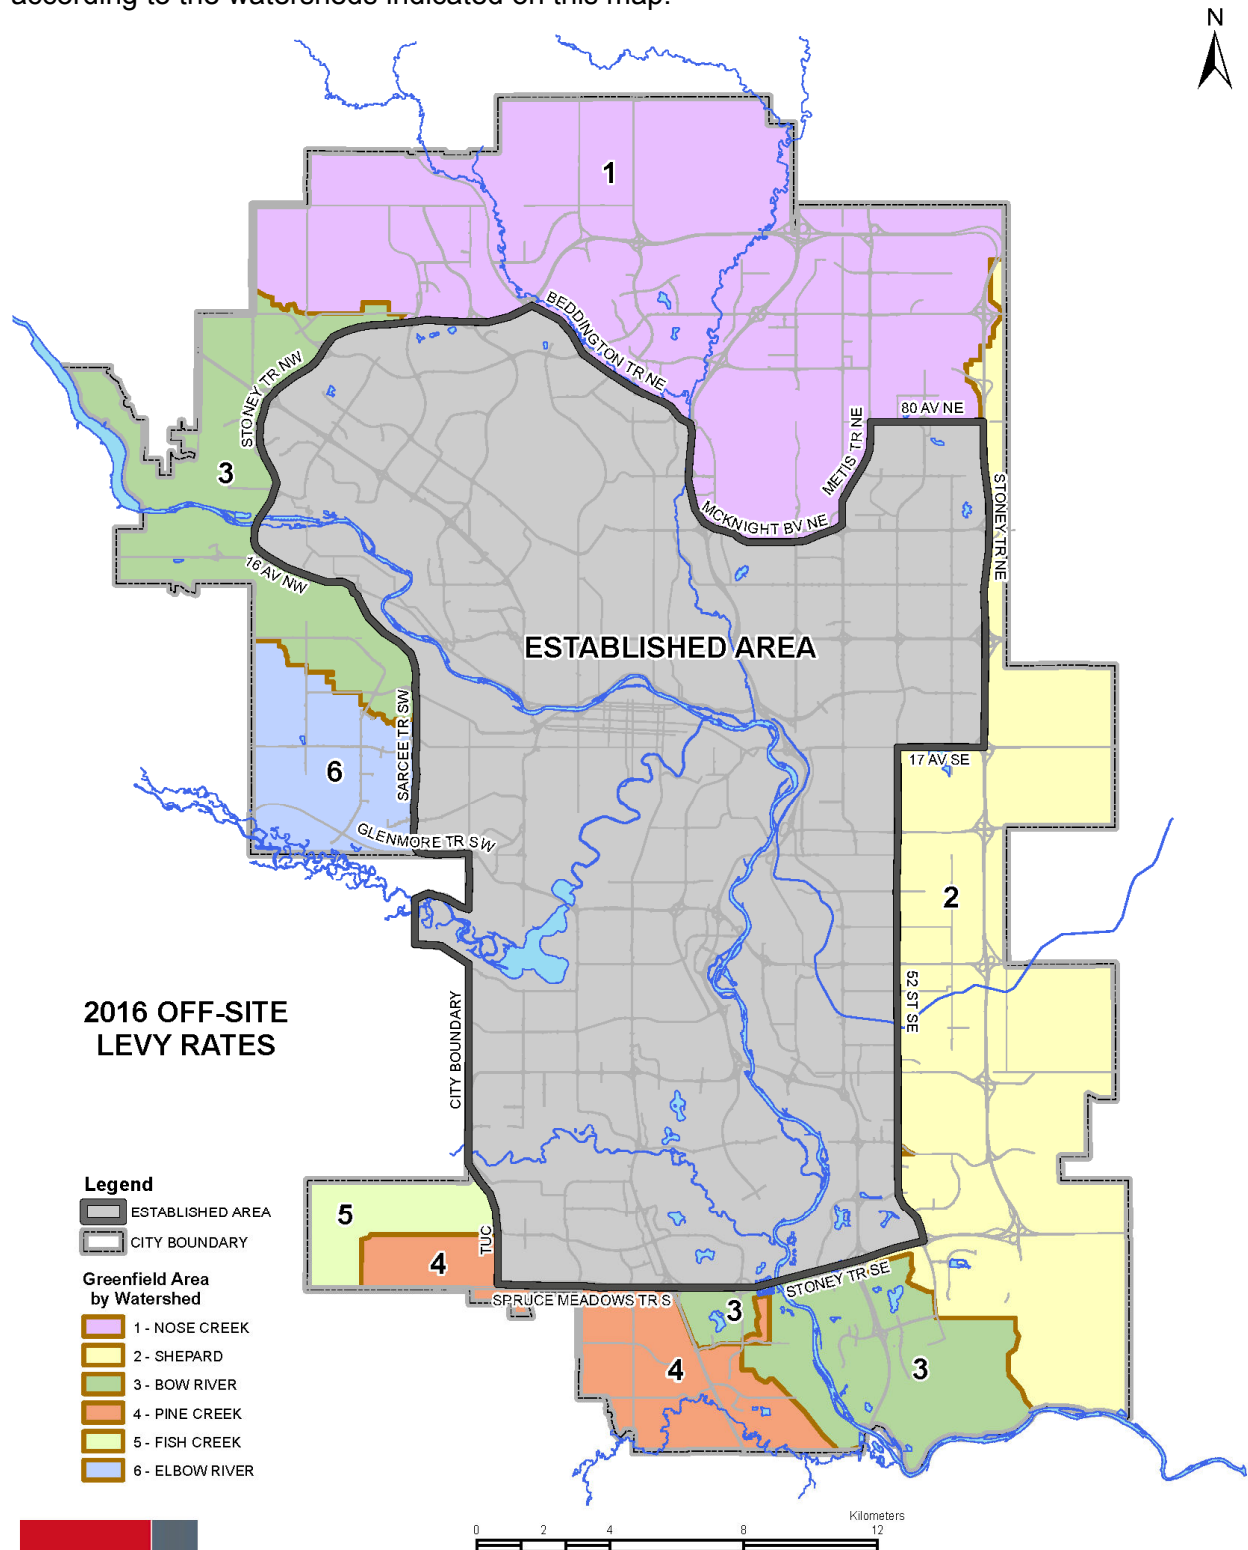 according to the watersheds indicated on this map.
N
1
BEDDINGTON TR NE
STONEY TR NW
80 AV NE
METIS TR NE
3
STONEY TR NE
MCKNIGHT BV NE
16 AV NW
ESTABLISHED AREA
SARCEE TR SW
17 AV SE
6
GLENMORE TR SW
2
52 ST SE
2016 OFF-SITE
LEVY RATES
CITY BOUNDARY
Legend
ESTABLISHED AREA
CITY BOUNDARY
Greenfield Area
by Watershed
1 - NOSE CREEK
2 - SHEPARD
3 - BOW RIVER
4 - PINE CREEK
5 - FISH CREEK
6 - ELBOW RIVER
5
TUC
4
STONEY TR SE
SPRUCE MEADOWS TR S
3
4
3
Kilometers
0 2 4 8 12